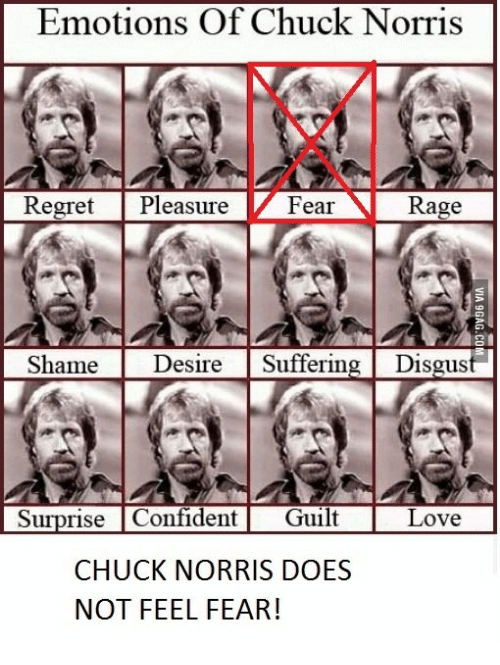 Emotions Of Chuck Norris
Regret Pleasure Fear Rage
Shame Desire Suffering Disgust
VIA 9GAG.COM
Surprise Confident Guilt Love
CHUCK NORRIS DOES
NOT FEEL FEAR!